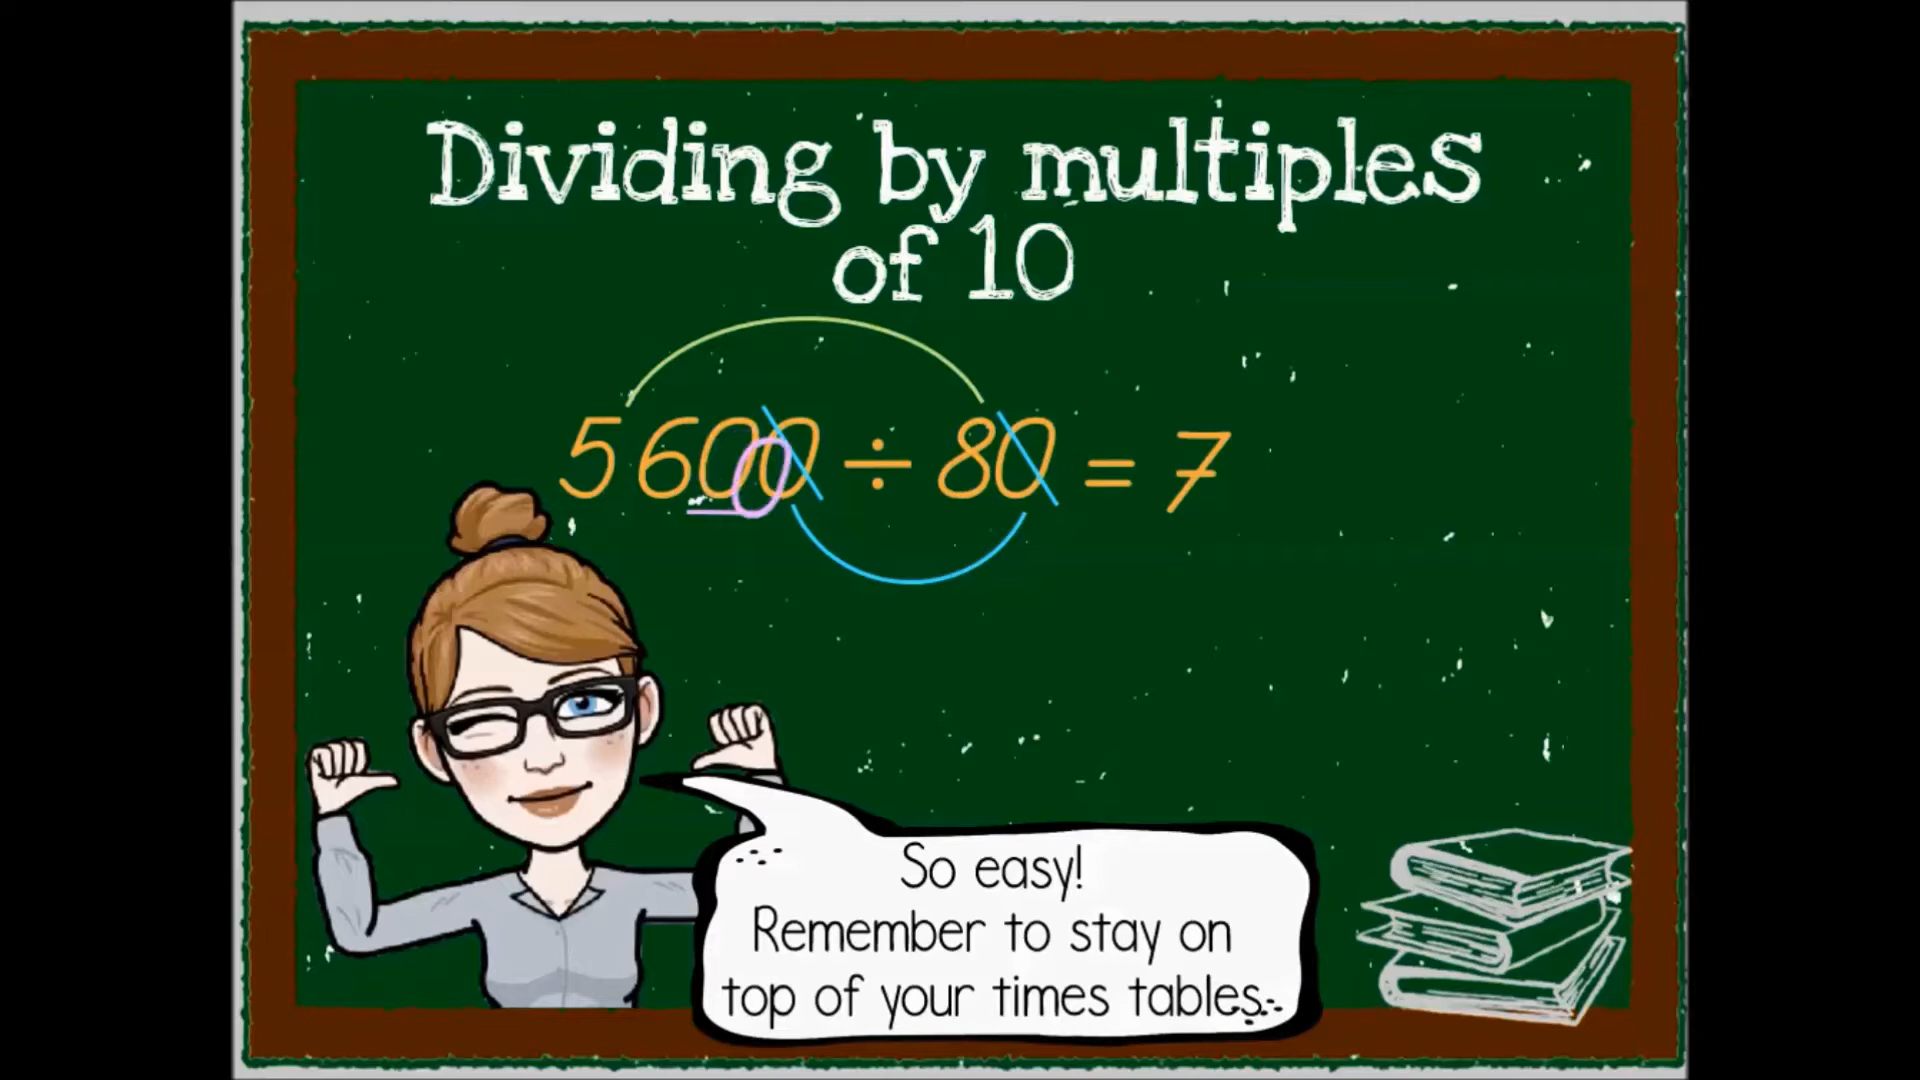 Dividing by multiples
of 10
5600 ÷ 80 = 7
0
So easy!
Remember to stay on
top of your times tables.